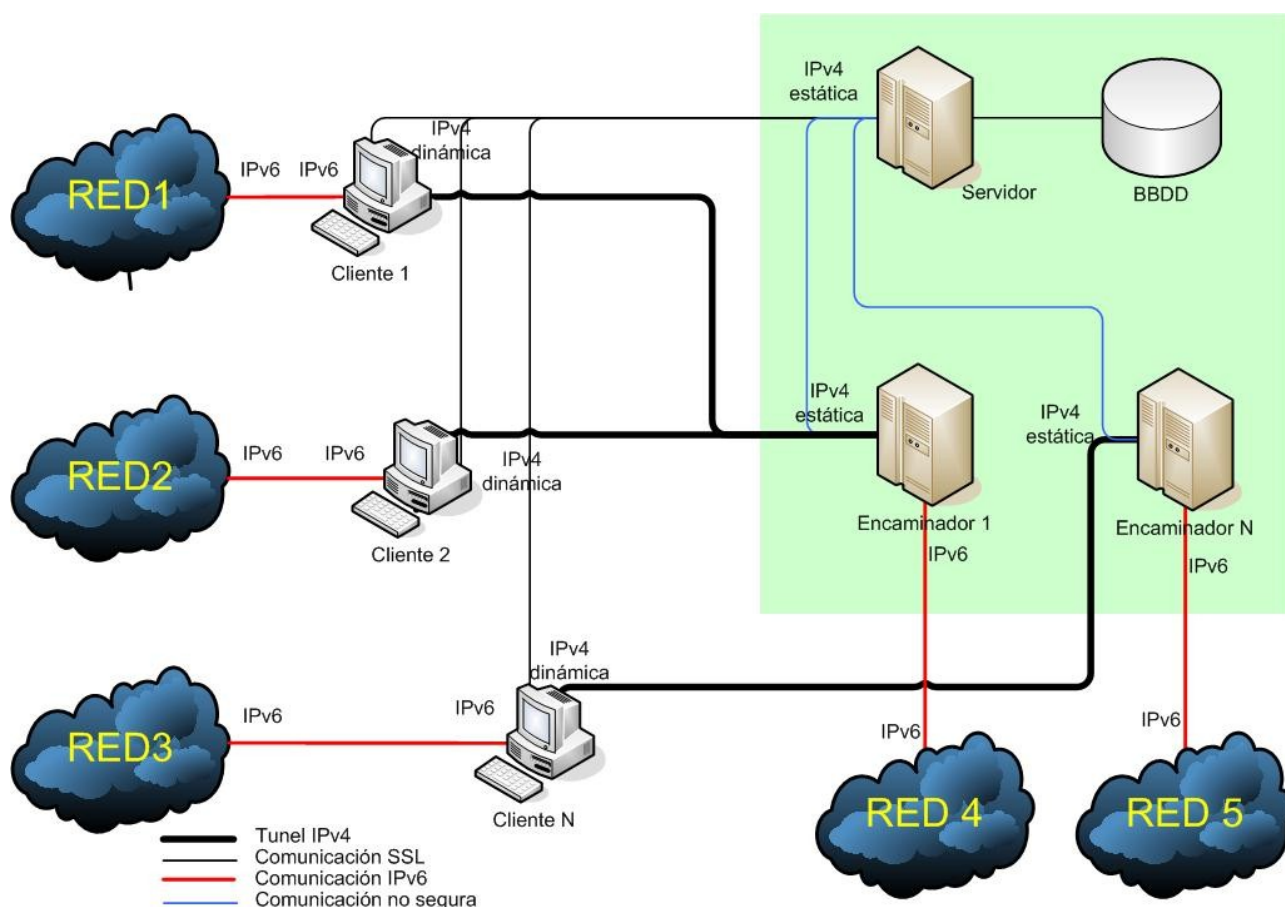 IPv4
estática
Servidor
BBDD
RED1
IPv6
IPv6
IPv4
dinámica
Cliente 1
IPv4
estática
Encaminador 1
IPv6
IPv4
estática
Encaminador N
IPv6
RED2
IPv6
IPv6
IPv4
dinámica
Cliente 2
RED3
IPv6
IPv6
IPv4
dinámica
Cliente N
IPv6
RED 4
IPv6
RED 5
Tunel IPv4
Comunicación SSL
Comunicación IPv6
Comunicación no segura